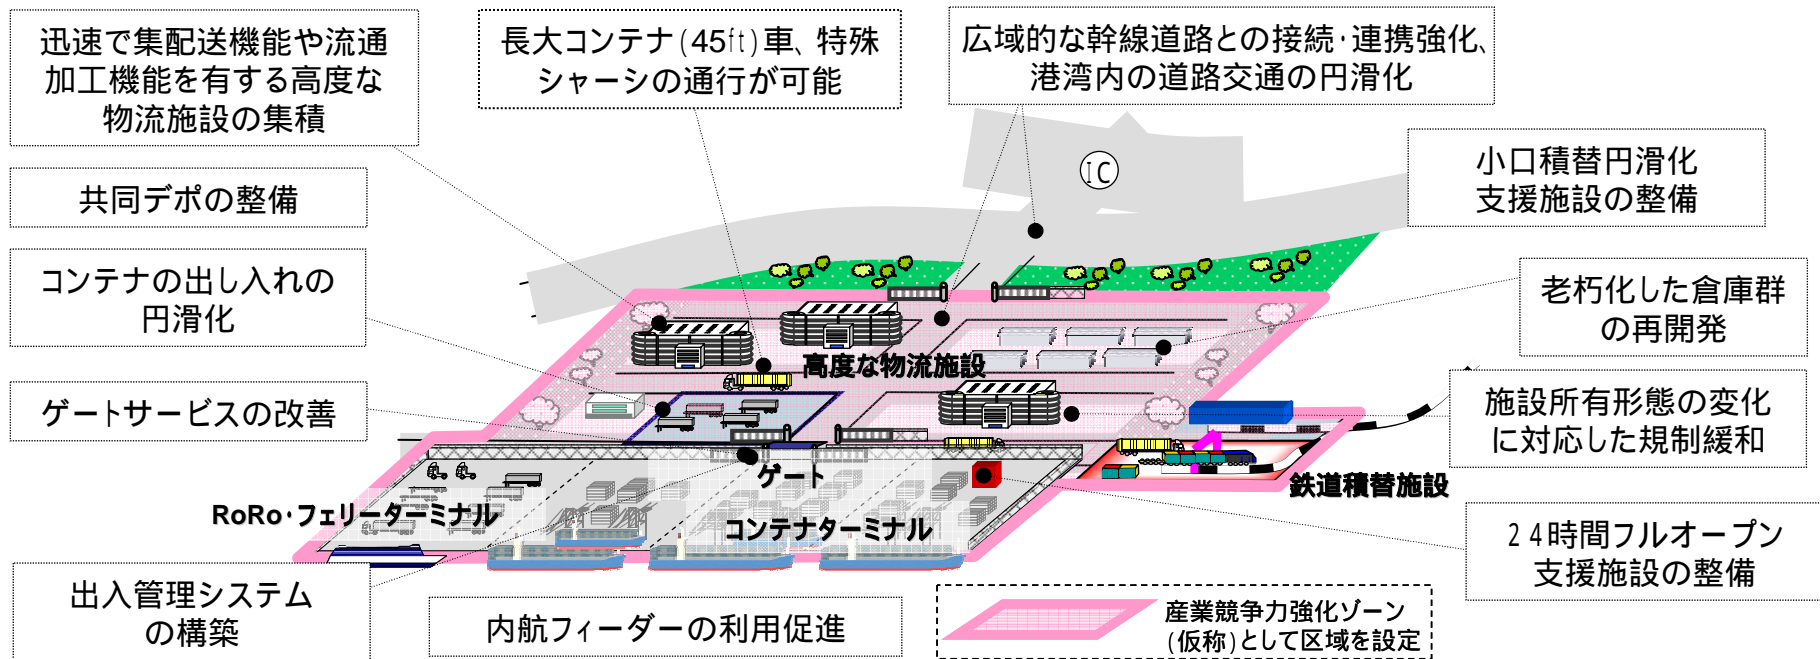 迅速で集配送機能や流通
加工機能を有する高度な
物流施設の集積
長大コンテナ(45ft)車、特殊
シャーシの通行が可能
広域的な幹線道路との接続・連携強化、
港湾内の道路交通の円滑化
共同デポの整備
IC
小口積替円滑化
支援施設の整備
コンテナの出し入れの
円滑化
老朽化した倉庫群
の再開発
高度な物流施設
ゲートサービスの改善
施設所有形態の変化
に対応した規制緩和
ゲート
鉄道積替施設
RoRo・フェリーターミナル
コンテナターミナル
24時間フルオープン
支援施設の整備
出入管理システム
の構築
内航フィーダーの利用促進
産業競争力強化ゾーン
(仮称)として区域を設定